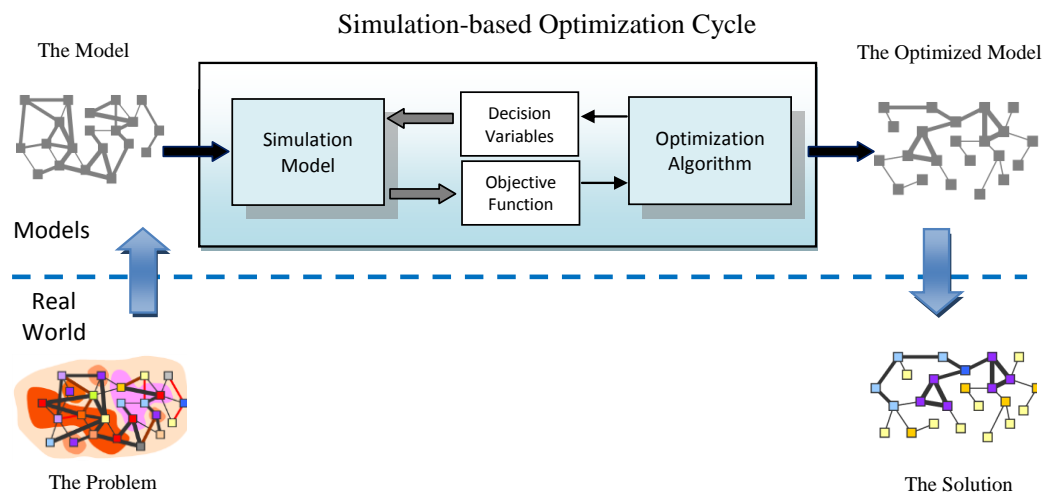 Simulation-based Optimization Cycle
The Model
The Optimized Model
Simulation
Model
Decision
Variables
Objective
Function
Optimization
Algorithm
Models
Real
World
The Problem
The Solution